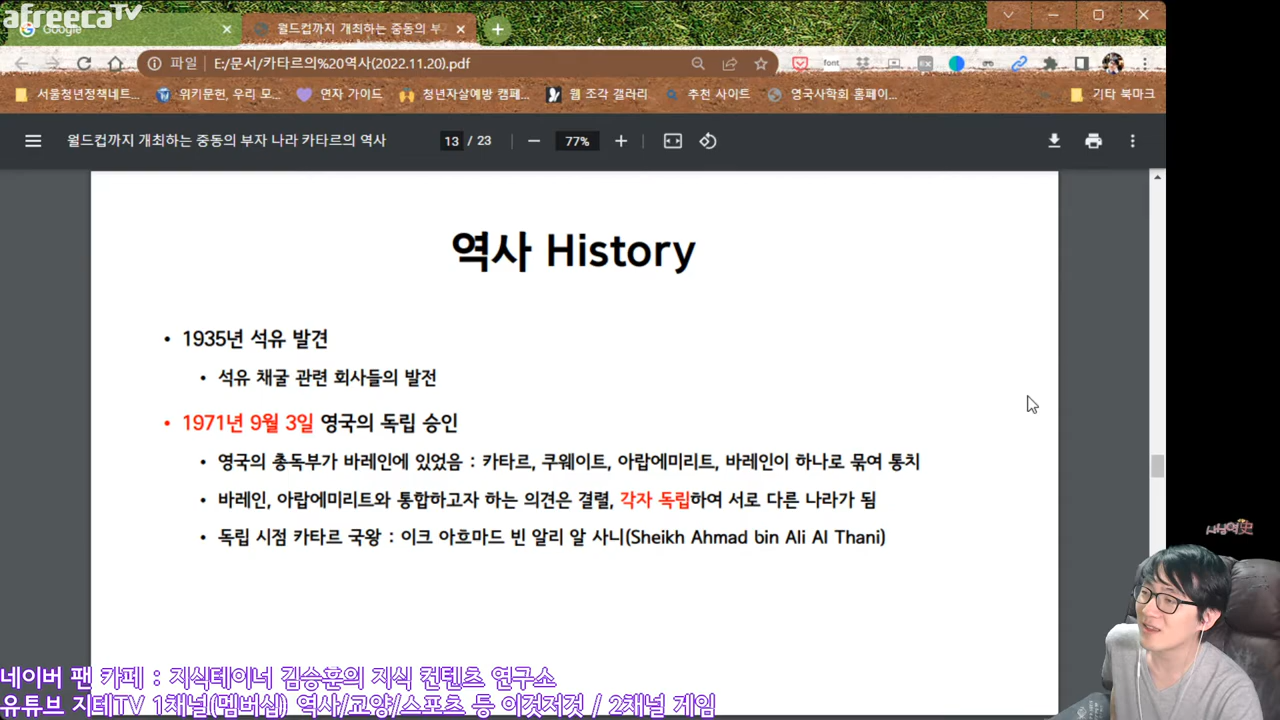 afreecaTV
Google
월드컵까지 개최하는 중동의 부
파일 E:/문서/카타르의%20역사(2022.11.20).pdf
font
서울청년정책네트... 위키문헌, 우리 모... 연자 가이드 청년자살예방 캠페... 웹 조각 갤러리 추천 사이트 영국사학회 홈페이... 기타 북마크
월드컵까지 개최하는 중동의 부자 나라 카타르의 역사 13 / 23 77%
역사 History
• 1935년 석유 발견
• 석유 채굴 관련 회사들의 발전
• 1971년 9월 3일 영국의 독립 승인
• 영국의 총독부가 바레인에 있었음 : 카타르, 쿠웨이트, 아랍에미리트, 바레인이 하나로 묶여 통치
• 바레인, 아랍에미리트와 통합하고자 하는 의견은 결렬, 각자 독립하여 서로 다른 나라가 됨
• 독립 시점 카타르 국왕 : 이크 아흐마드 빈 알리 알 사니(Sheikh Ahmad bin Ali Al Thani)
네이버 팬 카페 : 지식테이너 김승훈의 지식 컨텐츠 연구소
유튜브 지테TV 1채널(멤버십) 역사/교양/스포츠 등 이것저것 / 2채널 게임